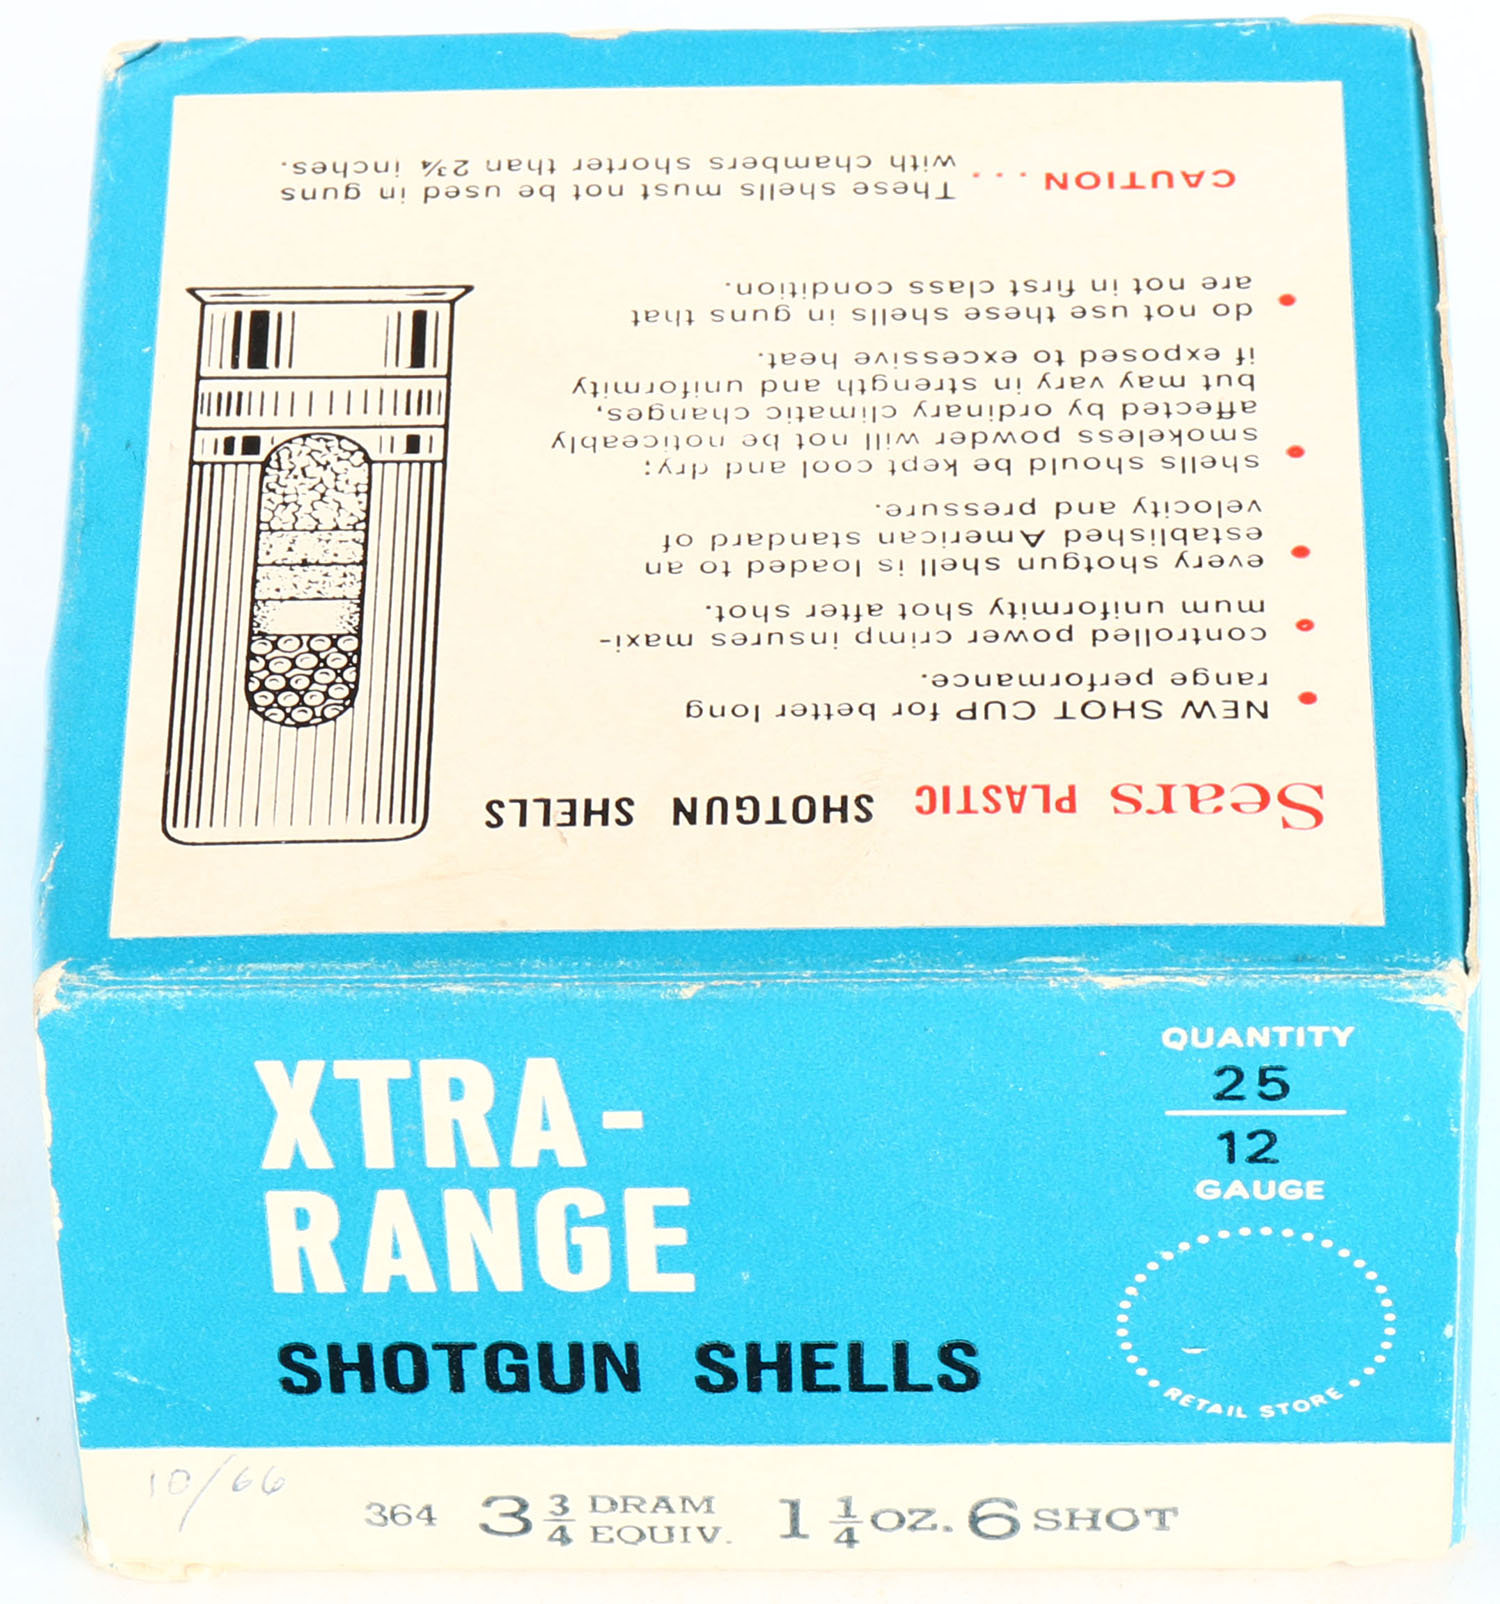 Sears PLASTIC SHOTGUN SHELLS
• NEW SHOT CUP for better long
range performance.
• controlled power crimp insures maxi-
mum uniformity shot after shot.
• every shotgun shell is loaded to an
established American standard of
velocity and pressure.
• shells should be kept cool and dry;
smokeless powder will not be noticeably
affected by ordinary climatic changes,
but may vary in strength and uniformity
if exposed to excessive heat.
• do not use these shells in guns that
are not in first class condition.
CAUTION . . . These shells must not be used in guns
with chambers shorter than 2¾ inches.
XTRA-
RANGE
SHOTGUN SHELLS
QUANTITY
25
12
GAUGE
RETAIL STORE
10/66
364 3 3/4 DRAM EQUIV. 1 1/4 OZ. 6 SHOT